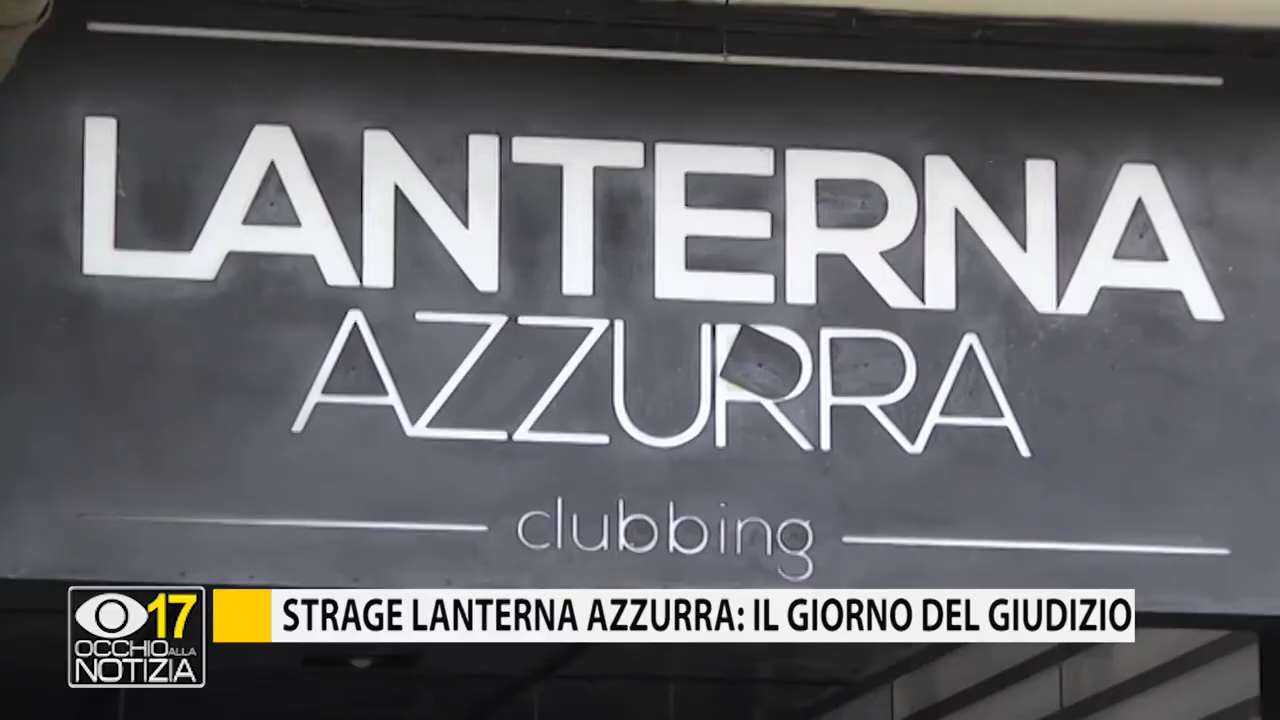 LANTERNA
AZZURRA
clubbing
17
OCCHIO ALLA
NOTIZIA
STRAGE LANTERNA AZZURRA: IL GIORNO DEL GIUDIZIO